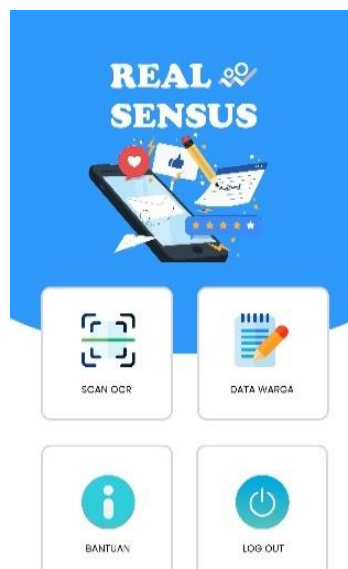 REAL
SENSUS
SCAN OCR
DATA WARGA
BANTUAN
LOG OUT